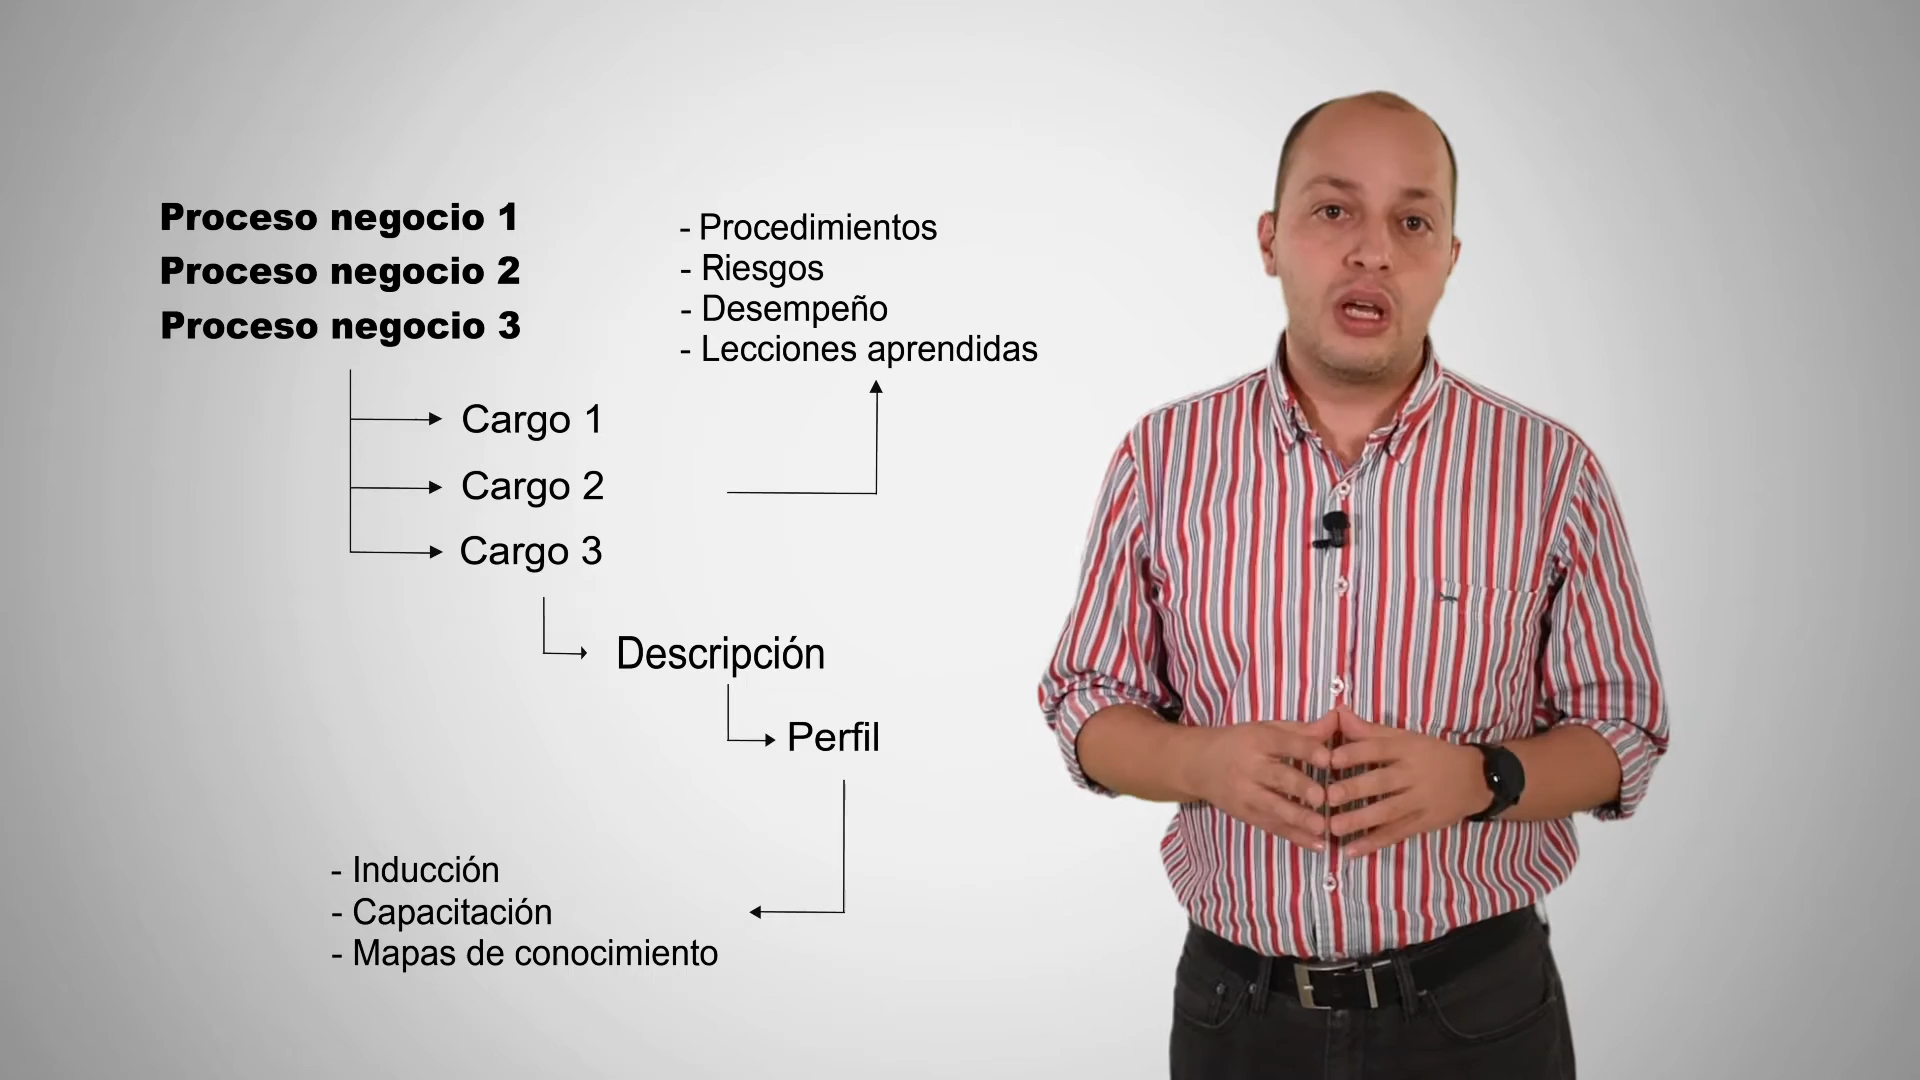 Proceso negocio 1
Proceso negocio 2
Proceso negocio 3
- Procedimientos
- Riesgos
- Desempeño
- Lecciones aprendidas
Cargo 1
Cargo 2
Cargo 3
Descripción
Perfil
- Inducción
- Capacitación
- Mapas de conocimiento